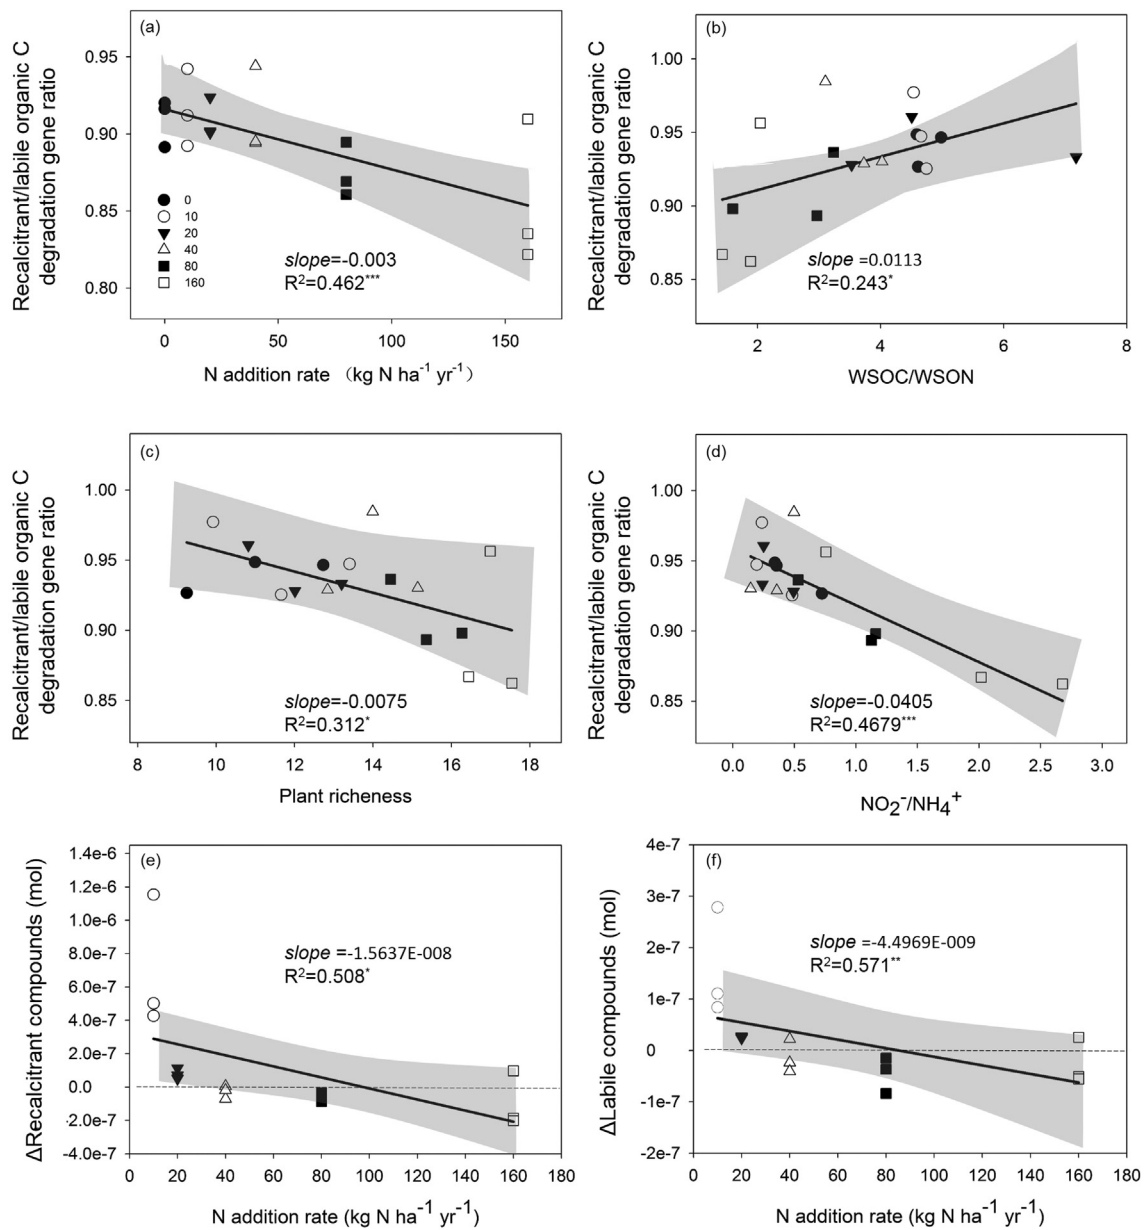 (a)
Recalcitrant/labile organic C
degradation gene ratio
0.95
0.90
0.85
0.80
0
10
20
40
80
160
slope=-0.003
R²=0.462***
0 50 100 150
N addition rate （kg N ha⁻¹ yr⁻¹）
(b)
Recalcitrant/labile organic C
degradation gene ratio
1.00
0.95
0.90
0.85
slope =0.0113
R²=0.243*
2 4 6 8
WSOC/WSON
(c)
Recalcitrant/labile organic C
degradation gene ratio
1.00
0.95
0.90
0.85
slope=-0.0075
R²=0.312*
8 10 12 14 16 18
Plant richeness
(d)
Recalcitrant/labile organic C
degradation gene ratio
1.00
0.95
0.90
0.85
slope=-0.0405
R²=0.4679***
0.0 0.5 1.0 1.5 2.0 2.5 3.0
NO₂⁻/NH₄⁺
(e)
ΔRecalcitrant compounds (mol)
1.4e-6
1.2e-6
1.0e-6
8.0e-7
6.0e-7
4.0e-7
2.0e-7
0.0
-2.0e-7
-4.0e-7
slope =-1.5637E-008
R²=0.508*
0 20 40 60 80 100 120 140 160 180
N addition rate (kg N ha⁻¹ yr⁻¹)
(f)
ΔLabile compounds (mol)
4e-7
3e-7
2e-7
1e-7
0
-1e-7
-2e-7
slope =-4.4969E-009
R²=0.571**
0 20 40 60 80 100 120 140 160 180
N addition rate (kg N ha⁻¹ yr⁻¹)